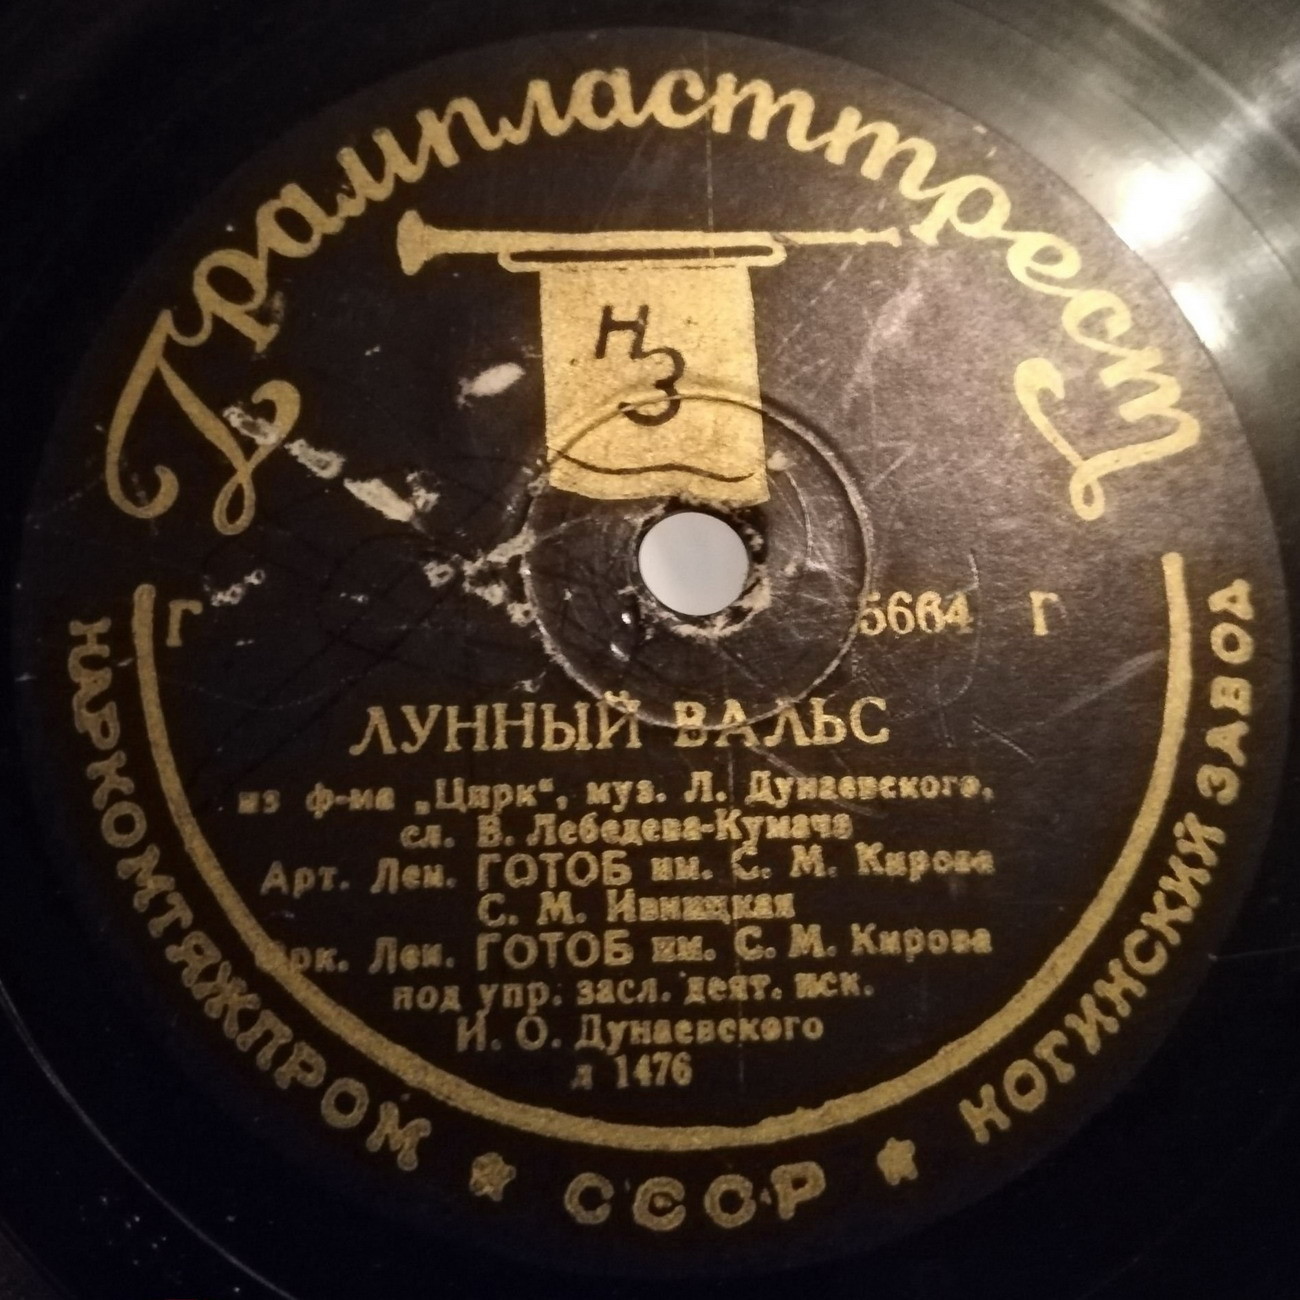 Грампласттрест
Н
З
Г 5664 Г
ЛУННЫЙ ВАЛЬС
из ф-ма „Цирк“, муз. Л. Дунаевского,
сл. В. Лебедева-Кумача
Арт. Лен. ГОТОБ им. С. М. Кирова
С. М. Ивницкая
Орк. Лен. ГОТОБ им. С. М. Кирова
под упр. засл. деят. иск.
И. О. Дунаевского
д 1476
НАРКОМТЯЖПРОМ ★ СССР ★ НОГИНСКИЙ ЗАВОД